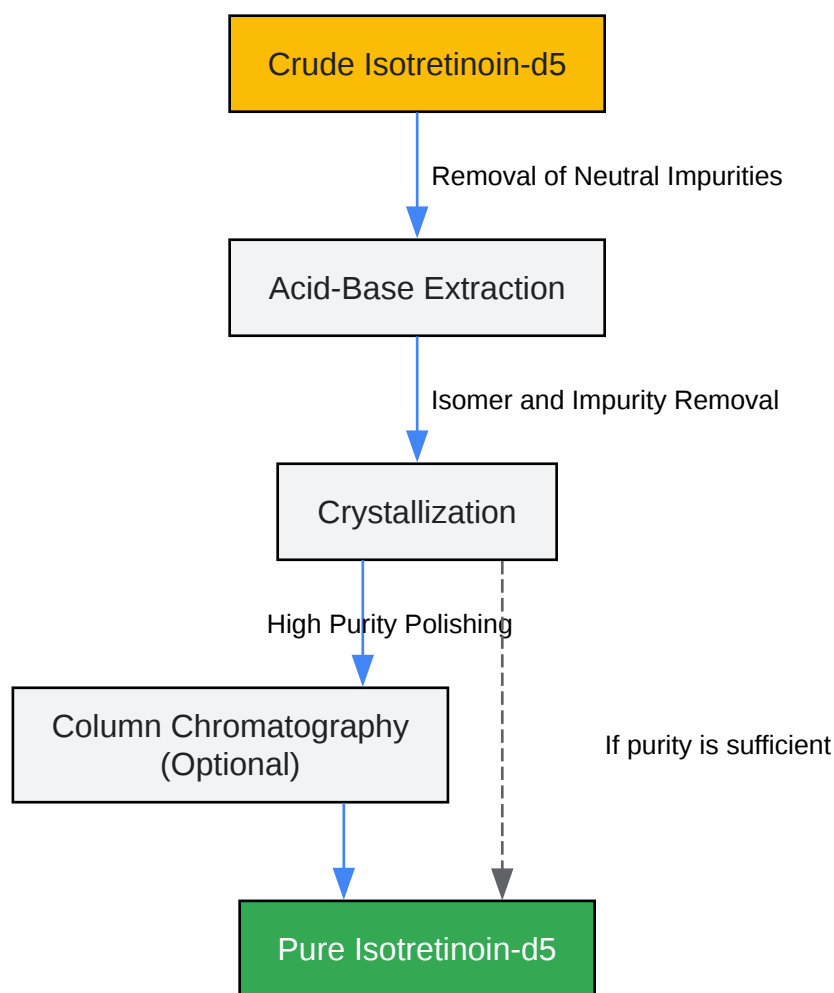 Crude Isotretinoin-d5
Removal of Neutral Impurities
Acid-Base Extraction
Isomer and Impurity Removal
Crystallization
High Purity Polishing
Column Chromatography
(Optional)
If purity is sufficient
Pure Isotretinoin-d5